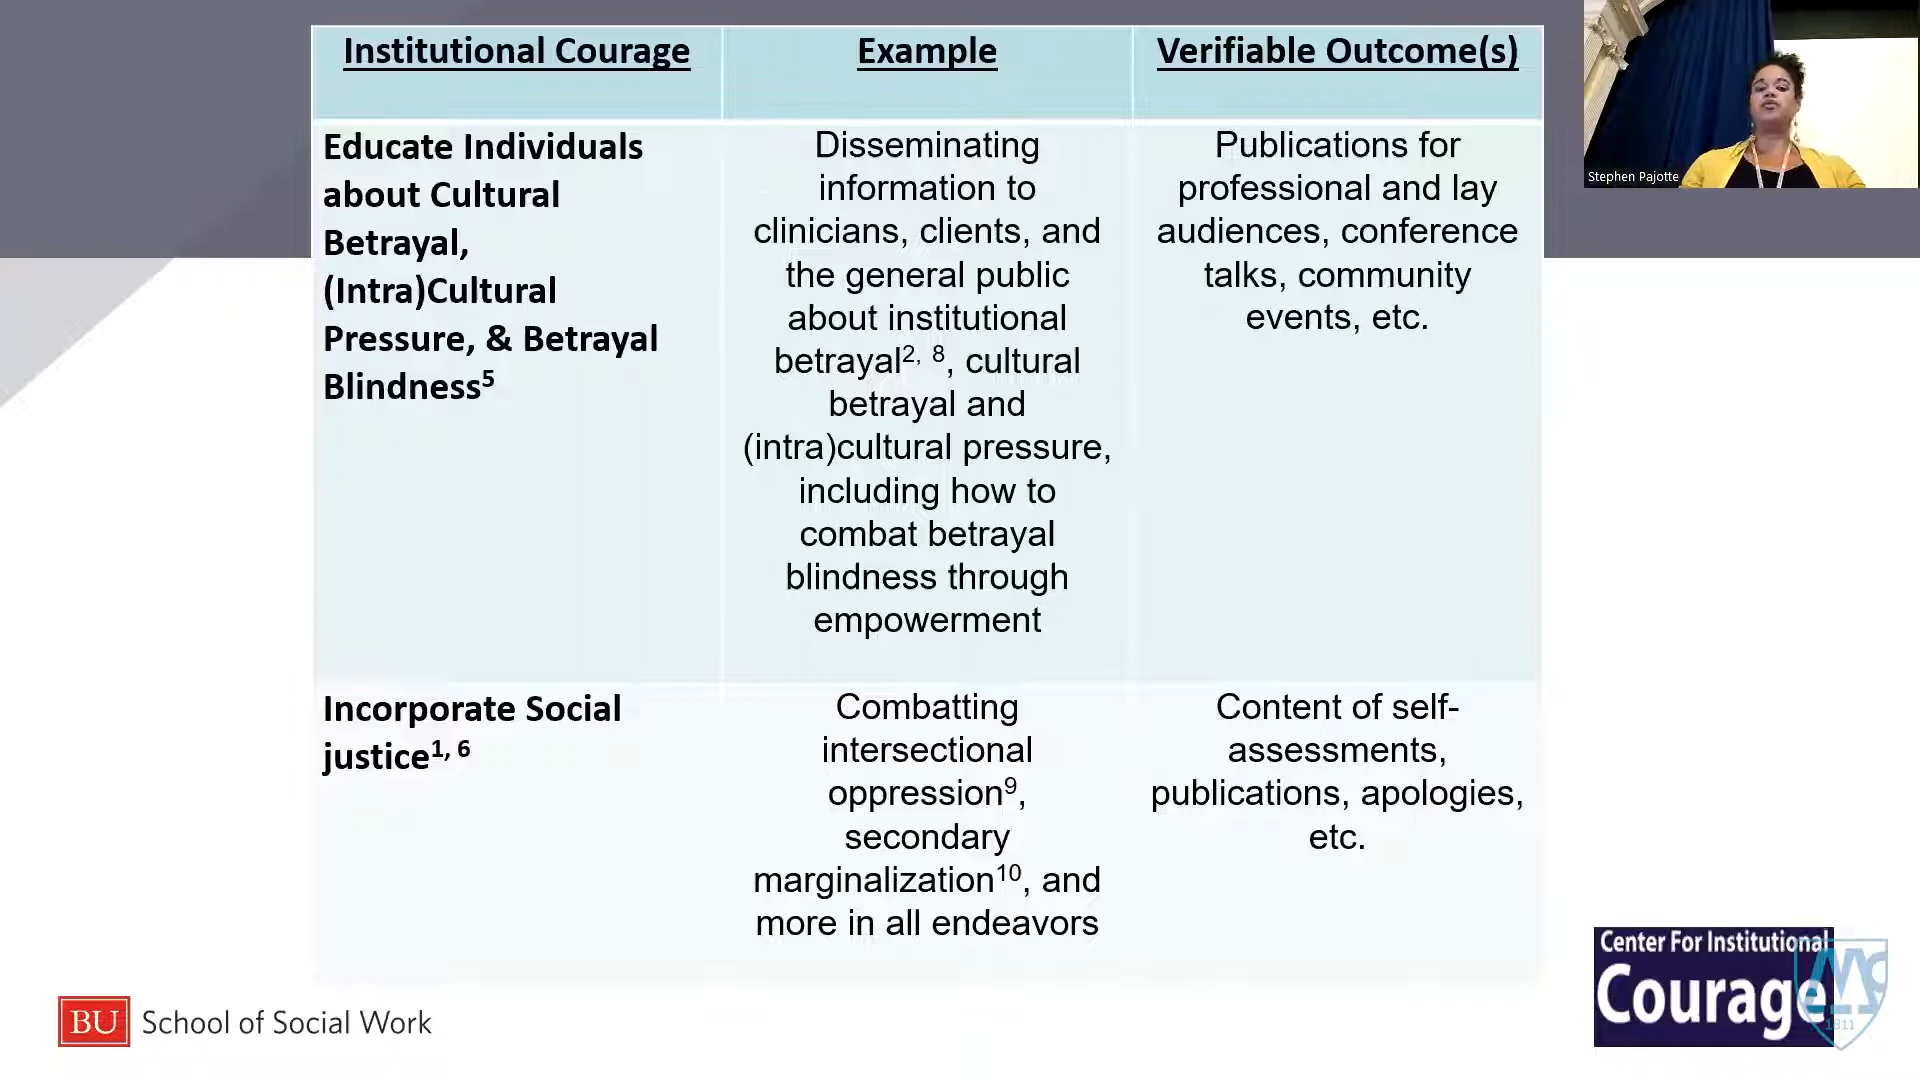 Institutional Courage
Example
Verifiable Outcome(s)
Educate Individuals
about Cultural
Betrayal,
(Intra)Cultural
Pressure, & Betrayal
Blindness5
Disseminating
information to
clinicians, clients, and
the general public
about institutional
betrayal2, 8, cultural
betrayal and
(intra)cultural pressure,
including how to
combat betrayal
blindness through
empowerment
Publications for
professional and lay
audiences, conference
talks, community
events, etc.
Incorporate Social
justice1, 6
Combatting
intersectional
oppression9,
secondary
marginalization10, and
more in all endeavors
Content of self-
assessments,
publications, apologies,
etc.
Stephen Pajotte
BU School of Social Work
Center For Institutional
Courage
1811